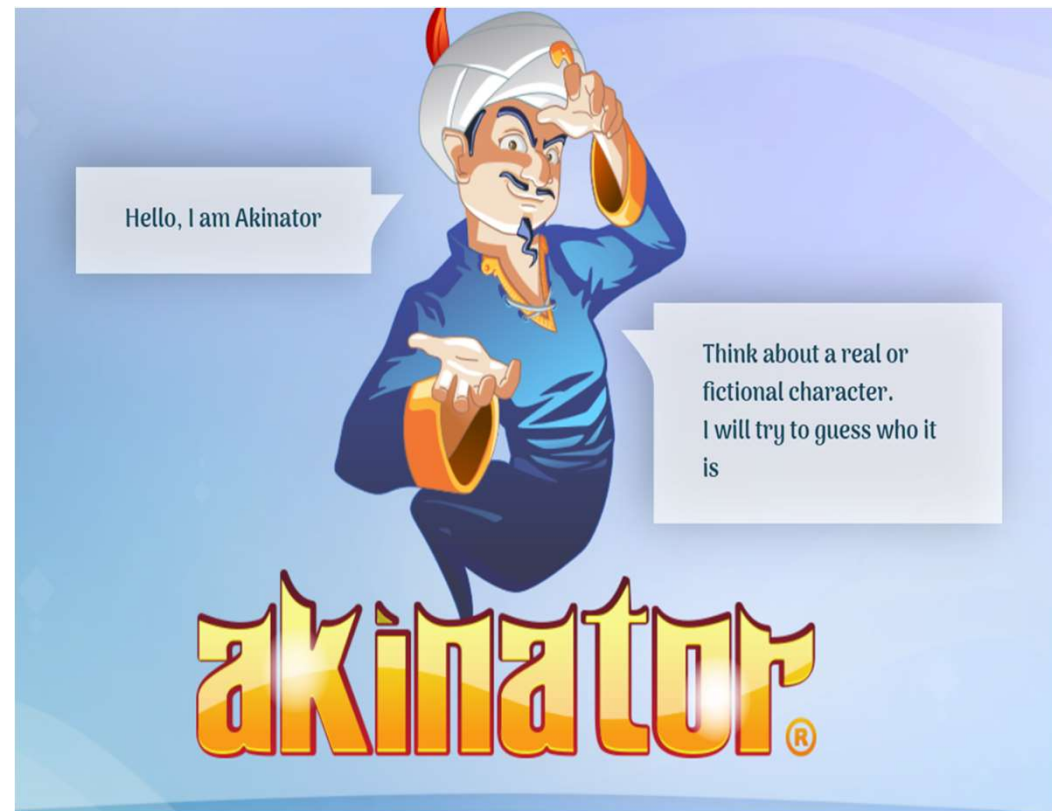 Hello, I am Akinator
Think about a real or
fictional character.
I will try to guess who it
is
akinator®